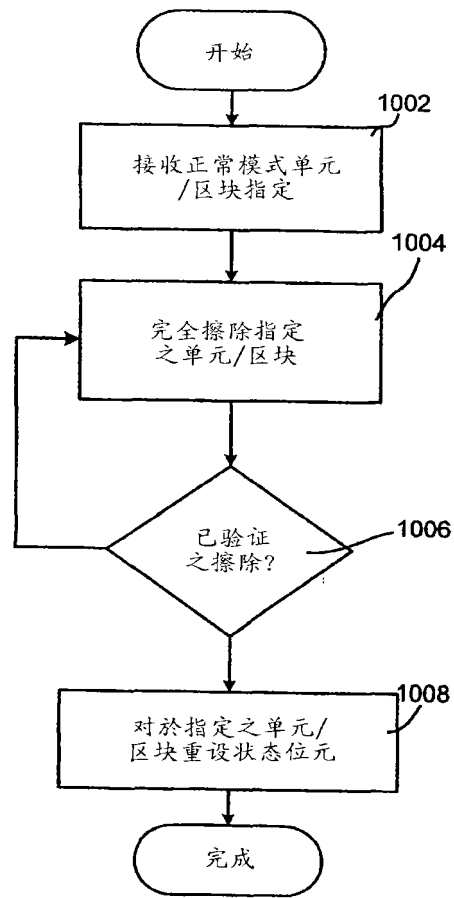 开始
1002
接收正常模式单元
/区块指定
1004
完全擦除指定
之单元/区块
1006
已验证
之擦除?
1008
对於指定之单元/
区块重设状态位元
完成